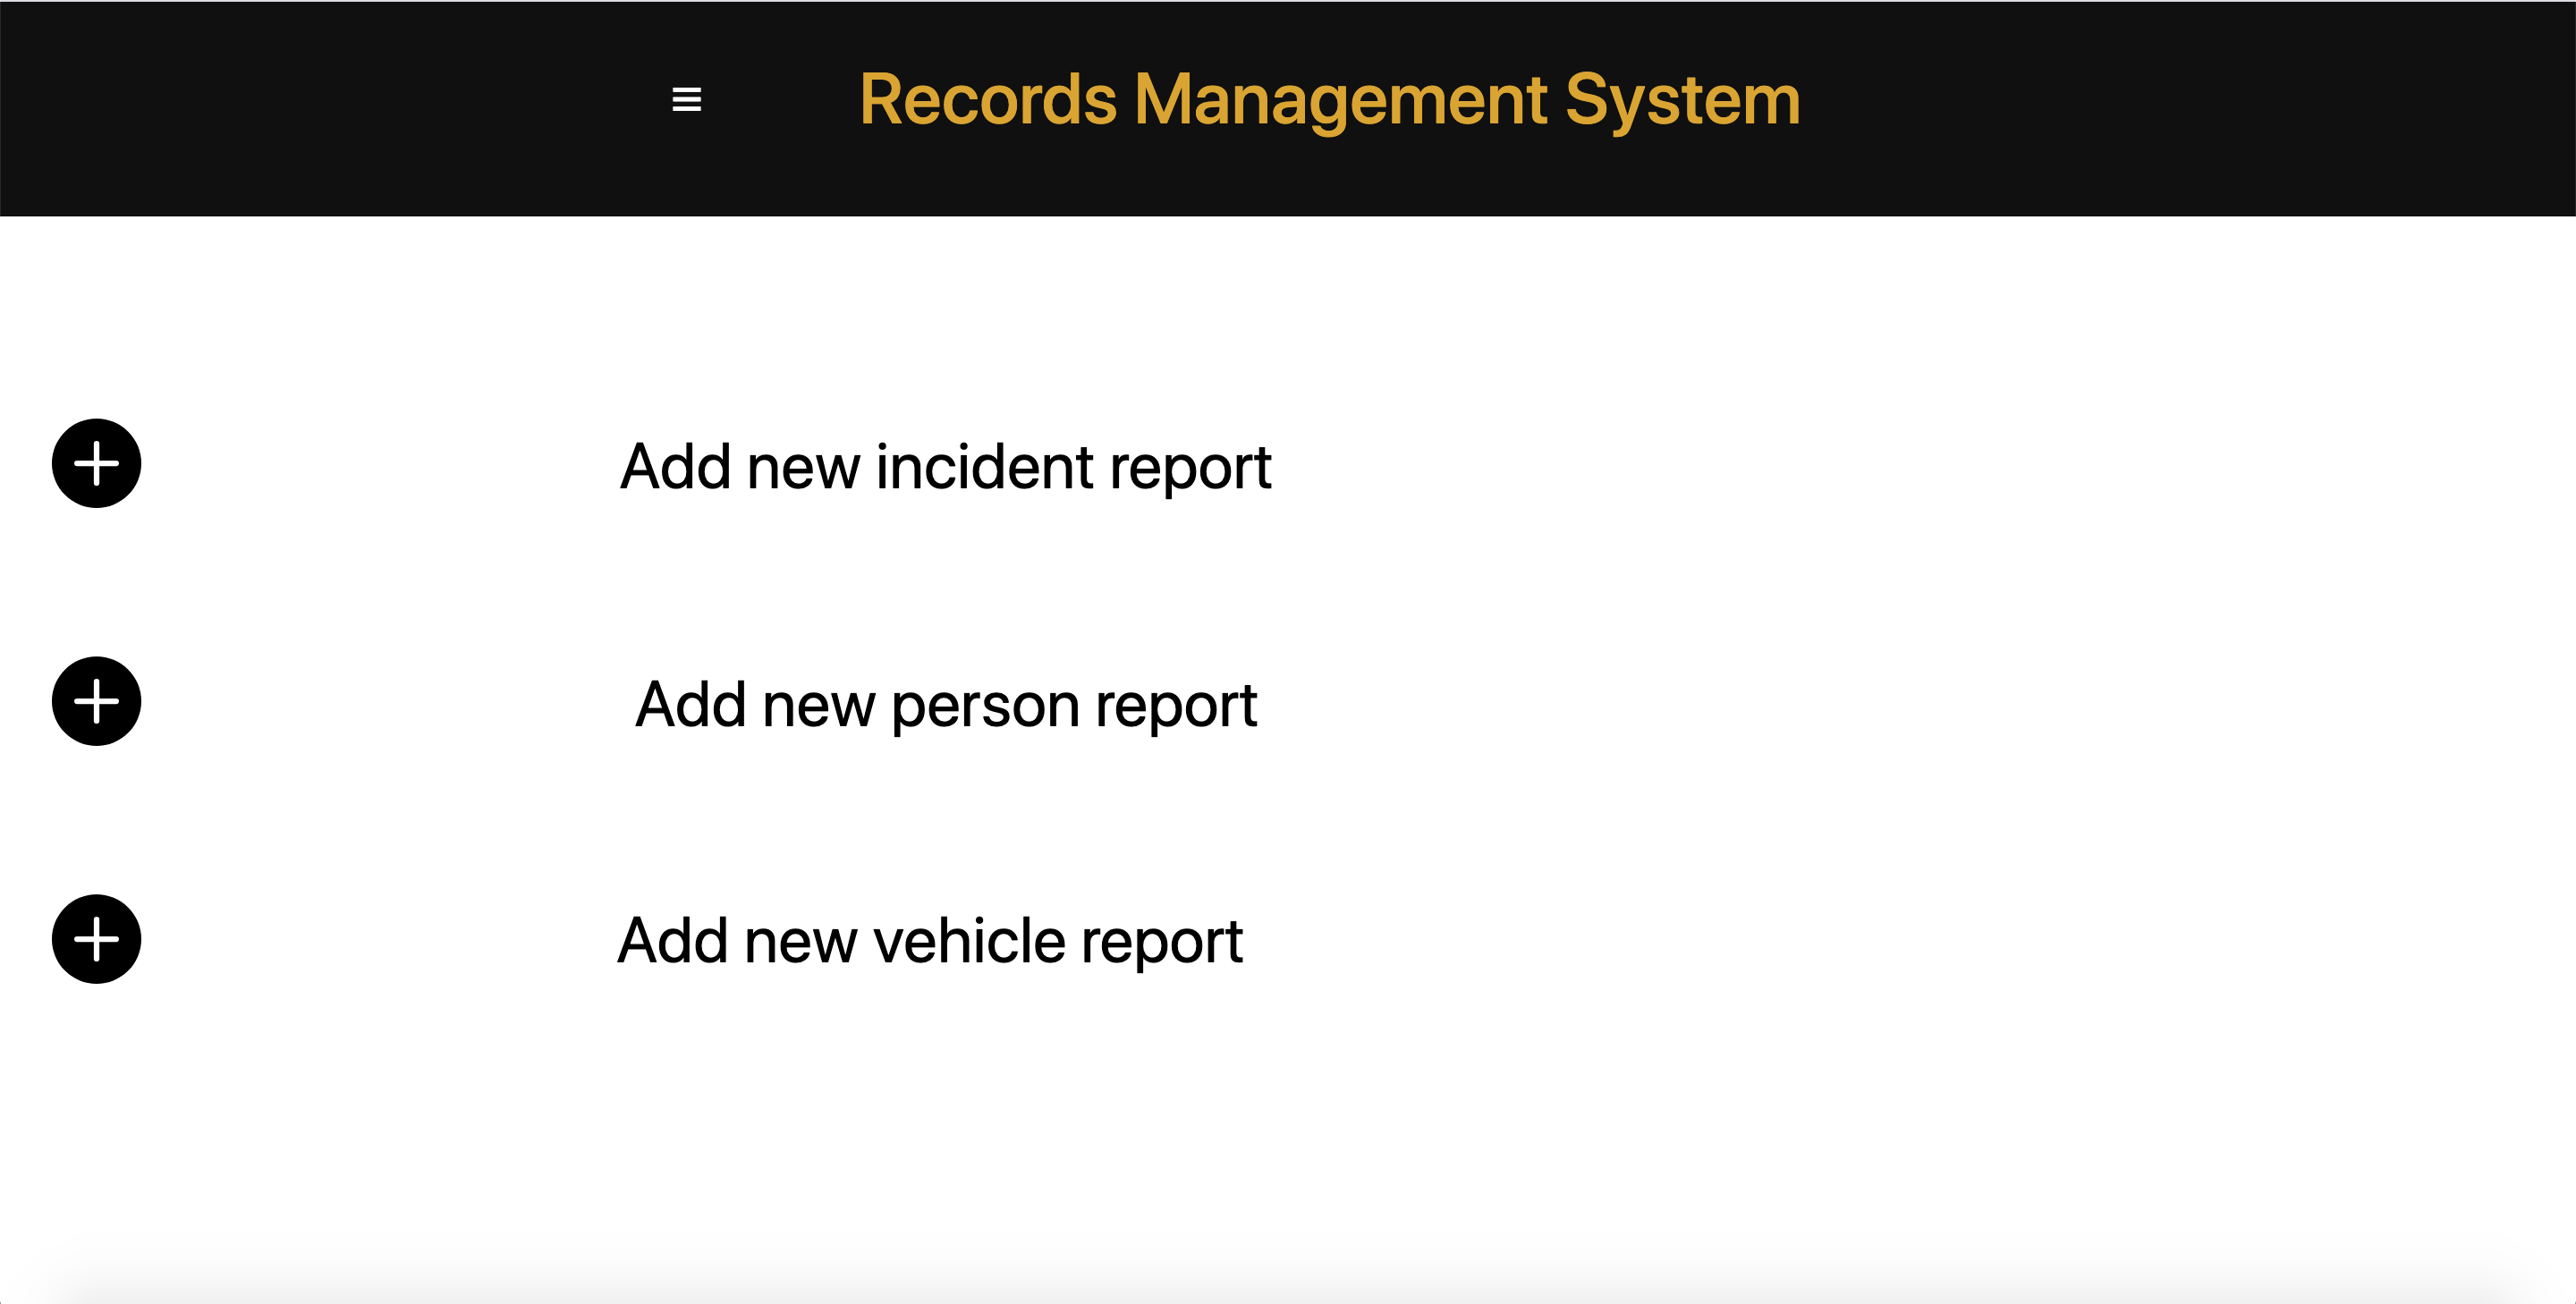 Records Management System
Add new incident report
Add new person report
Add new vehicle report